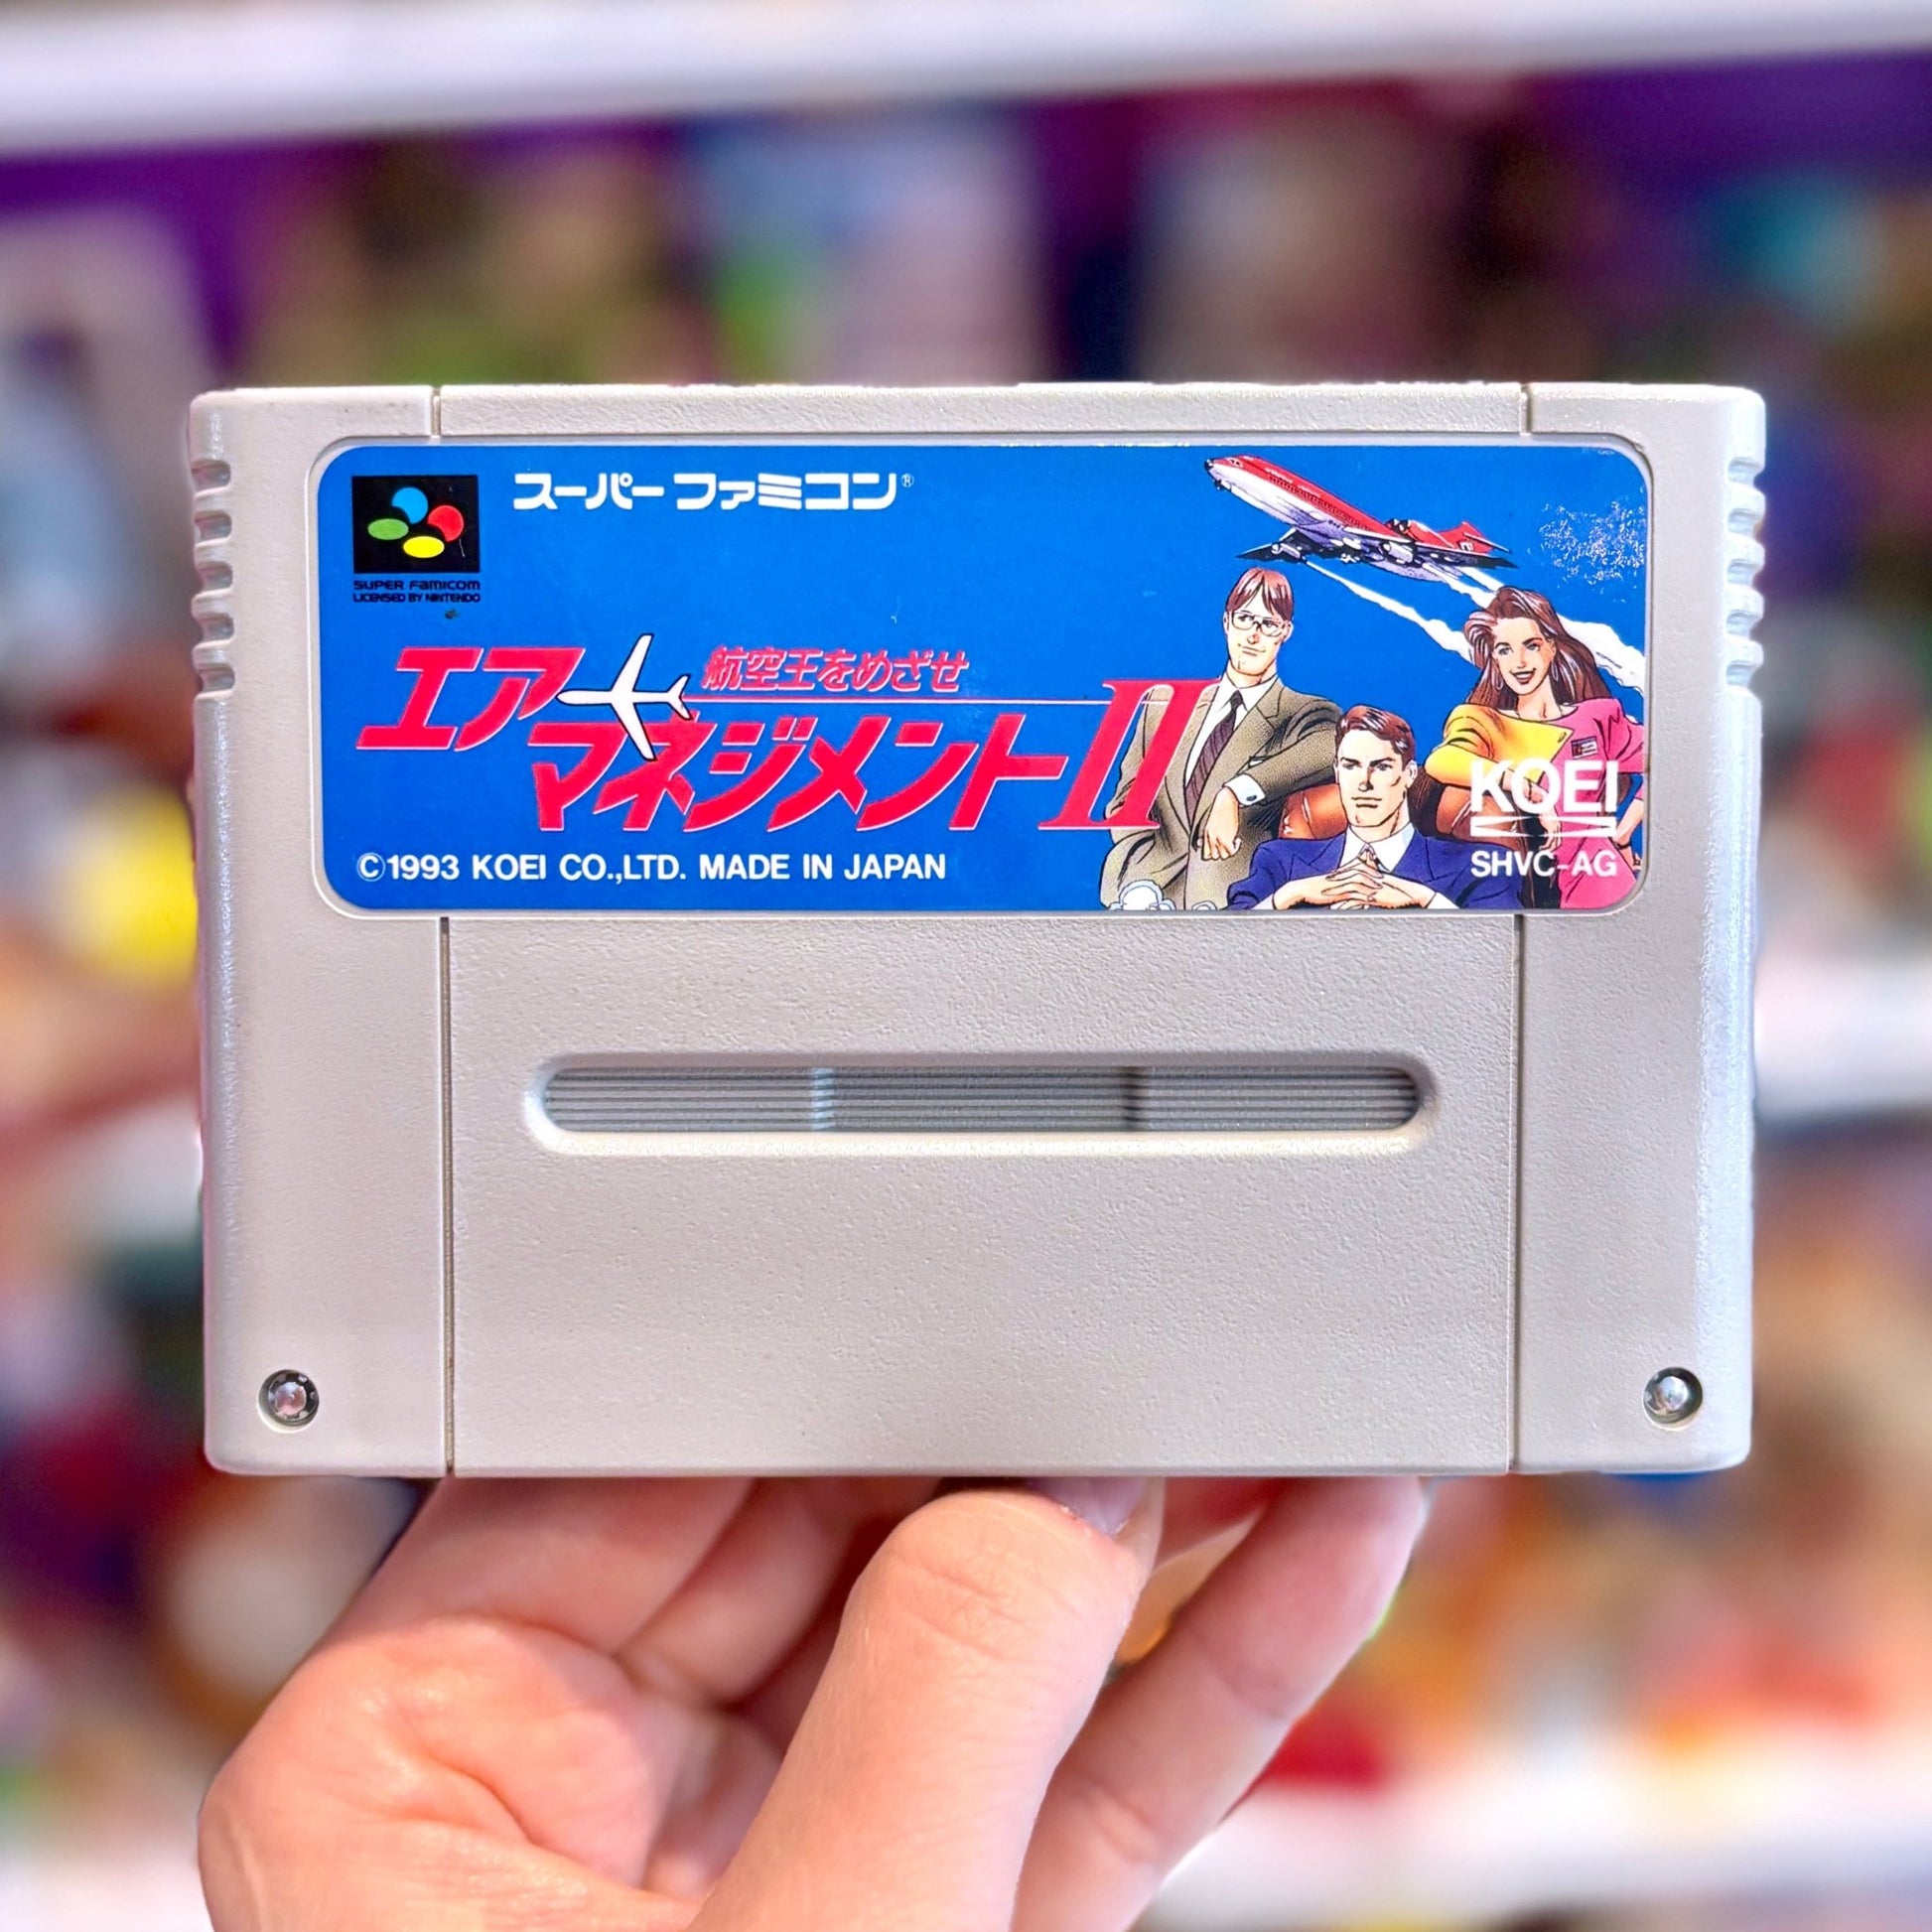 スーパーファミコン®
SUPER FAMICOM
LICENSED BY NINTENDO
航空王をめざせ
エアーマネジメントII
KOEI
©1993 KOEI CO.,LTD. MADE IN JAPAN
SHVC-AG